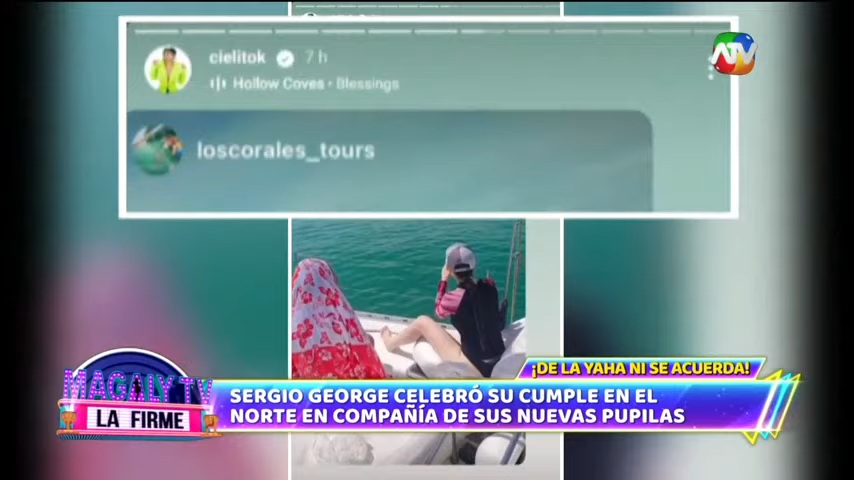 cielitok 7 h
Hollow Coves • Blessings
ATV
loscorales_tours
¡DE LA YAHA NI SE ACUERDA!
MAGALY TV
LA FIRME
SERGIO GEORGE CELEBRÓ SU CUMPLE EN EL
NORTE EN COMPAÑÍA DE SUS NUEVAS PUPILAS